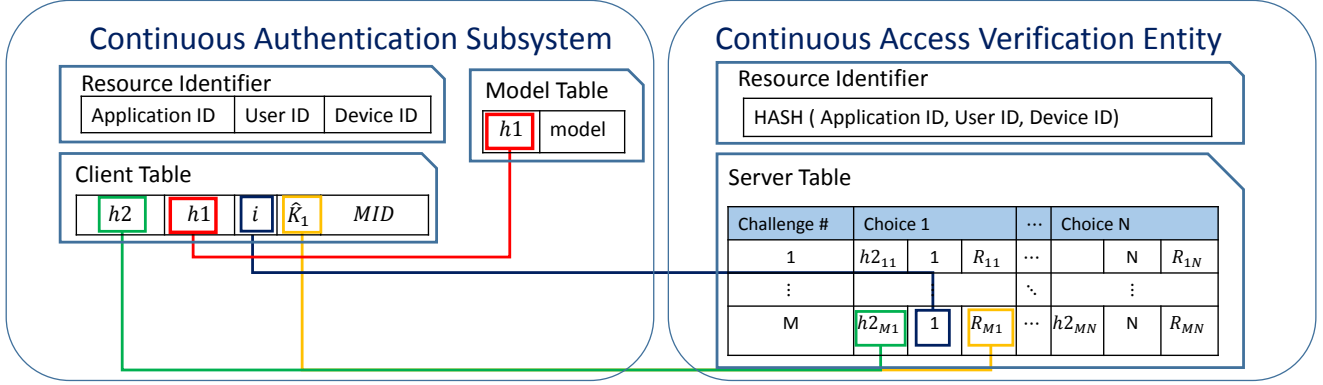 Continuous Authentication Subsystem
Resource Identifier
Application ID User ID Device ID
Model Table
h1 model
Client Table
h2 h1 i K̂₁ MID
Continuous Access Verification Entity
Resource Identifier
HASH ( Application ID, User ID, Device ID)
Server Table
Challenge # Choice 1 ⋯ Choice N
1 h2₁₁ 1 R₁₁ ⋯ N R₁N
⋮ ⋮ ⋱ ⋮
M h2M1 1 RM1 ⋯ h2MN N RMN